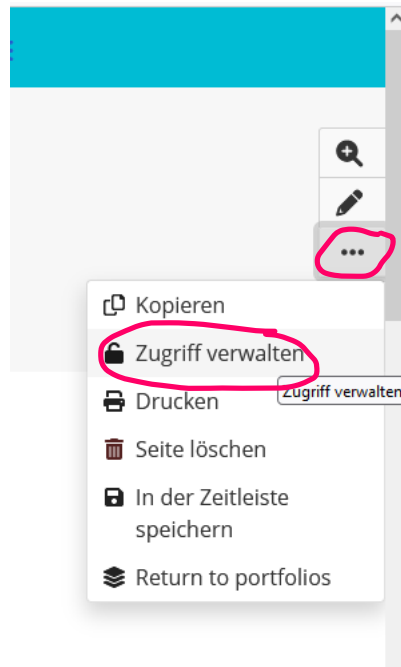 Kopieren
Zugriff verwalten
Zugriff verwalten
Drucken
Seite löschen
In der Zeitleiste
speichern
Return to portfolios